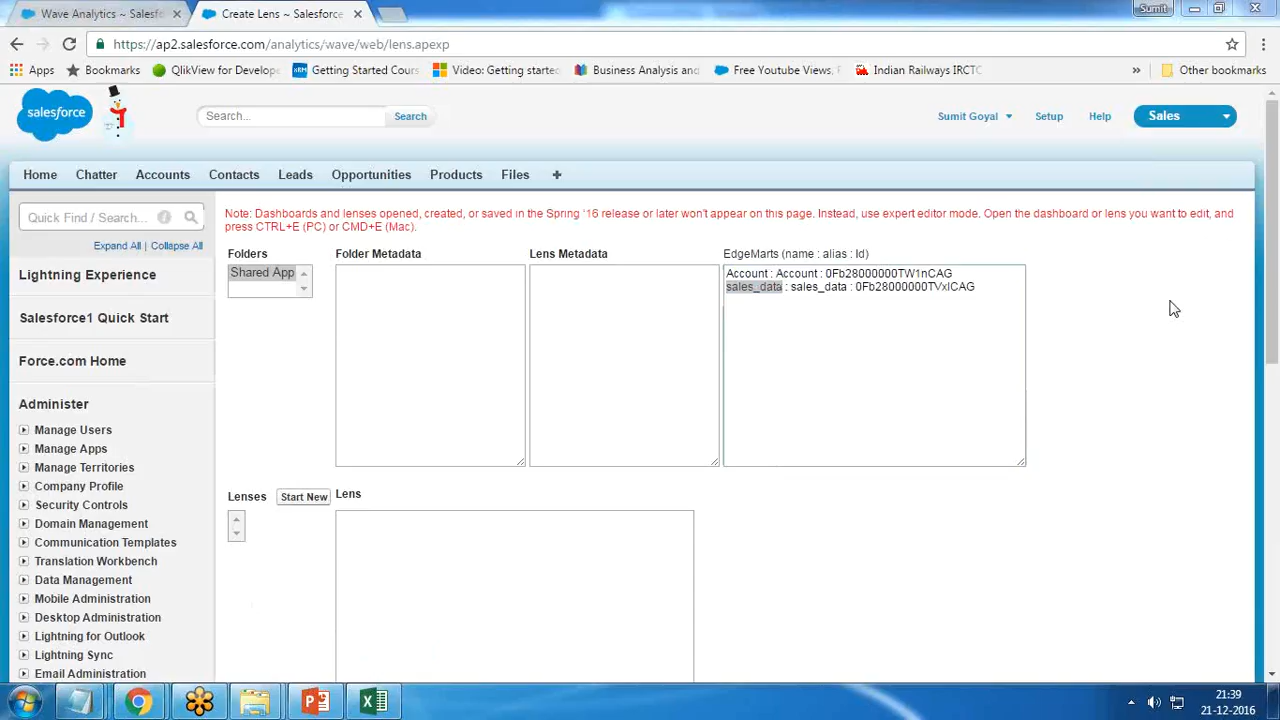 Wave Analytics ~ Salesfo
Create Lens ~ Salesforce
Sumit
https://ap2.salesforce.com/analytics/wave/web/lens.apexp
Apps
Bookmarks
QlikView for Develope
Getting Started Cours
Video: Getting starte
Business Analysis and
Free Youtube Views, F
Indian Railways IRCTC
»
Other bookmarks
salesforce
Search...
Search
Sumit Goyal
Setup
Help
Sales
Home
Chatter
Accounts
Contacts
Leads
Opportunities
Products
Files
+
Quick Find / Search...
Expand All | Collapse All
Lightning Experience
Salesforce1 Quick Start
Force.com Home
Administer
Manage Users
Manage Apps
Manage Territories
Company Profile
Security Controls
Domain Management
Communication Templates
Translation Workbench
Data Management
Mobile Administration
Desktop Administration
Lightning for Outlook
Lightning Sync
Email Administration
Note: Dashboards and lenses opened, created, or saved in the Spring '16 release or later won't appear on this page. Instead, use expert editor mode. Open the dashboard or lens you want to edit, and
press CTRL+E (PC) or CMD+E (Mac).
Folders
Folder Metadata
Lens Metadata
EdgeMarts (name : alias : Id)
Shared App
Account : Account : 0Fb28000000TW1nCAG
sales_data : sales_data : 0Fb28000000TVxlCAG
Lenses
Start New
Lens
21:39
21-12-2016